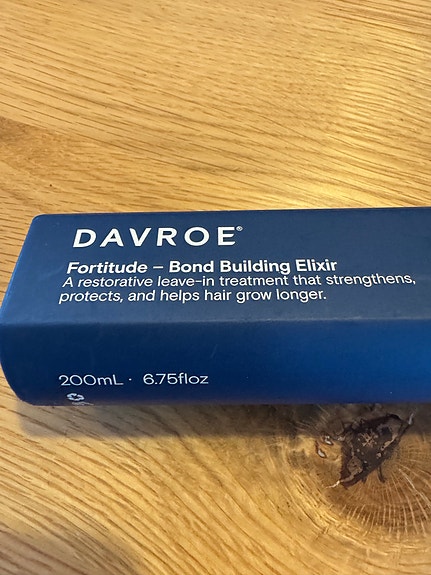 DAVROE®
Fortitude – Bond Building Elixir
A restorative leave-in treatment that strengthens,
protects, and helps hair grow longer.
200mL · 6.75floz